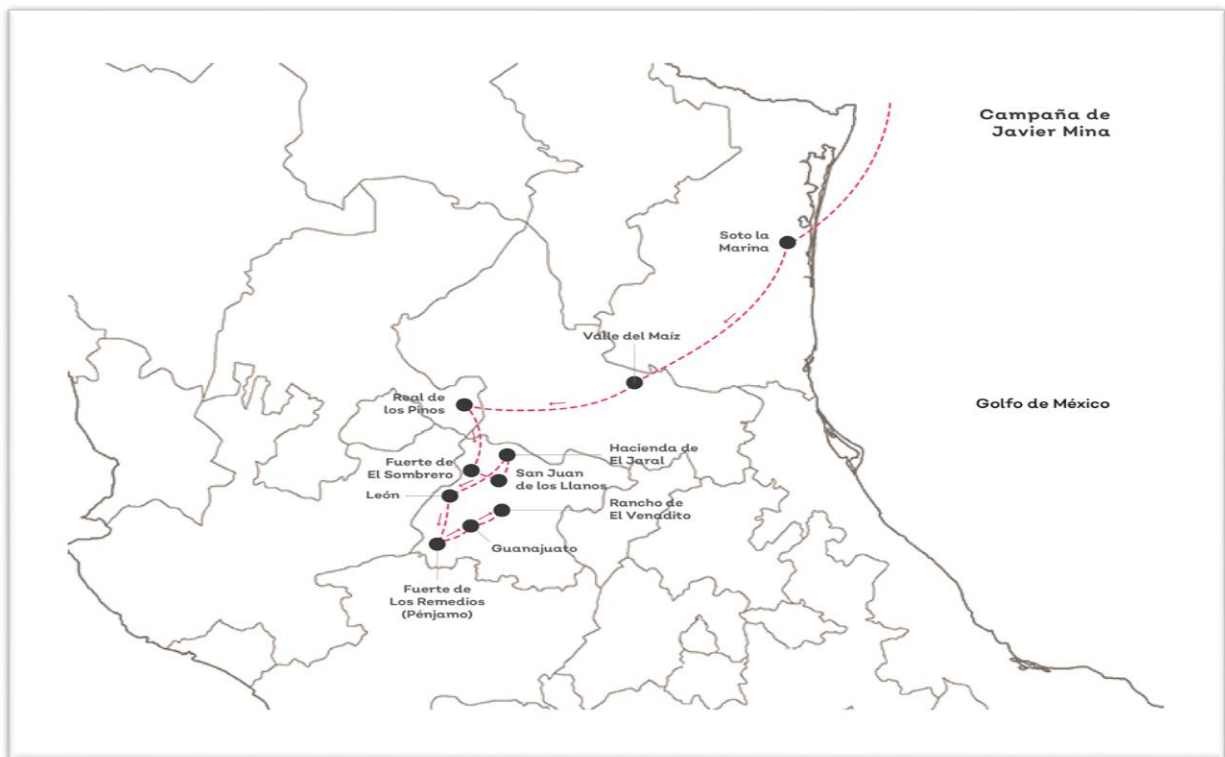 Campaña de
Javier Mina
Soto la
Marina
Valle del Maíz
Real de
los Pinos
Golfo de México
Hacienda de
El Jaral
Fuerte de
El Sombrero
San Juan
de los Llanos
León
Rancho de
El Venadito
Guanajuato
Fuerte de
Los Remedios
(Pénjamo)